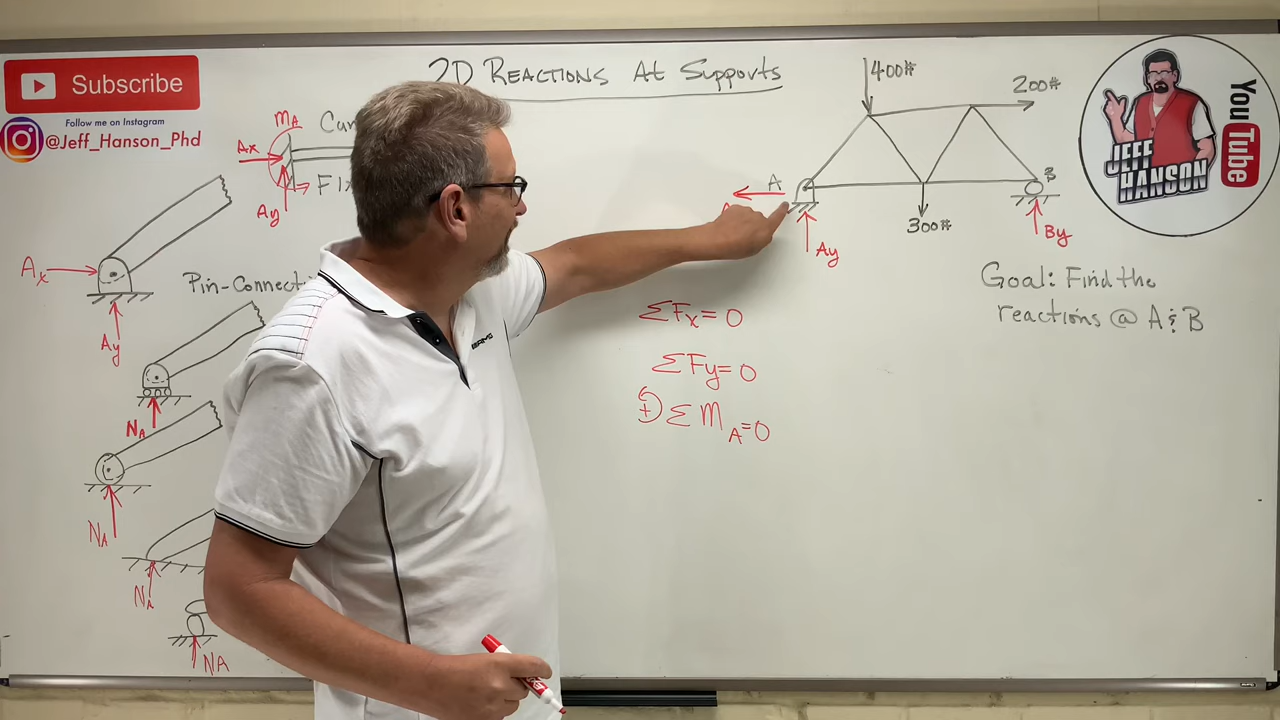 2D REACTIONS At Supports
Subscribe
Follow me on Instagram
@Jeff_Hanson_Phd
MA
Ax
Ay
Ax
Ay
Pin-Connecti
NA
NA
NA
NA
400#
200#
A
B
300#
Ay
By
Goal: Find the
reactions @ A & B
ΣFx=0
ΣFy=0
+ ΣMA=0
JEFF
HANSON
YouTube